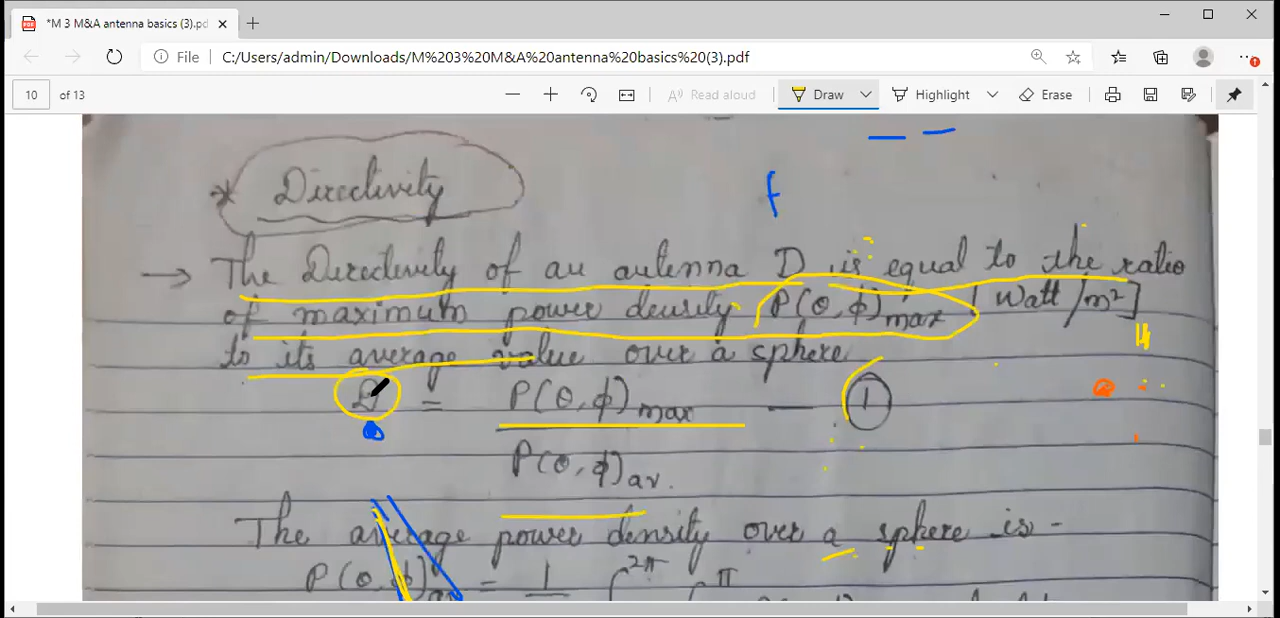 *M 3 M&A antenna basics (3).pd
File C:/Users/admin/Downloads/M%203%20M&A%20antenna%20basics%20(3).pdf
10 of 13 Read aloud Draw Highlight Erase
* Directivity
f
→ The Directivity of an antenna D is equal to the ratio
of maximum power density P(θ,ϕ)max [Watt/m²]
to its average value over a sphere
D = P(θ,ϕ)max — 1
P(θ,ϕ)av.
The average power density over a sphere is -
P(θ,ϕ)av = 1 ∫2π ∫π